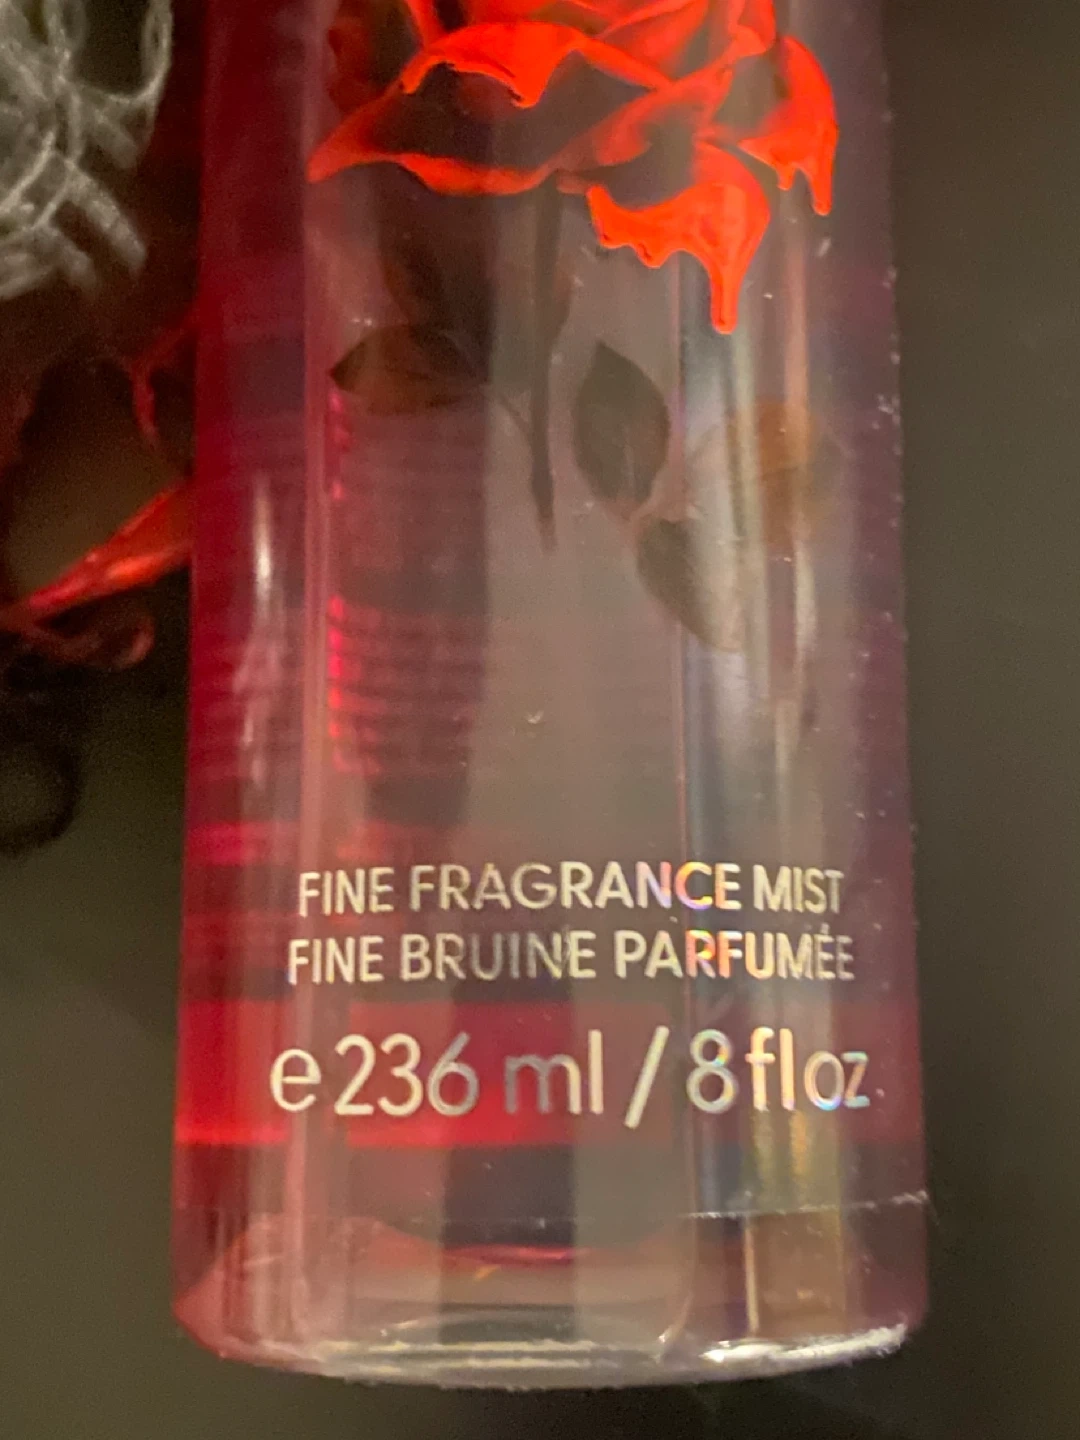 FINE FRAGRANCE MIST
FINE BRUINE PARFUMÉE
e 236 ml / 8 fl oz